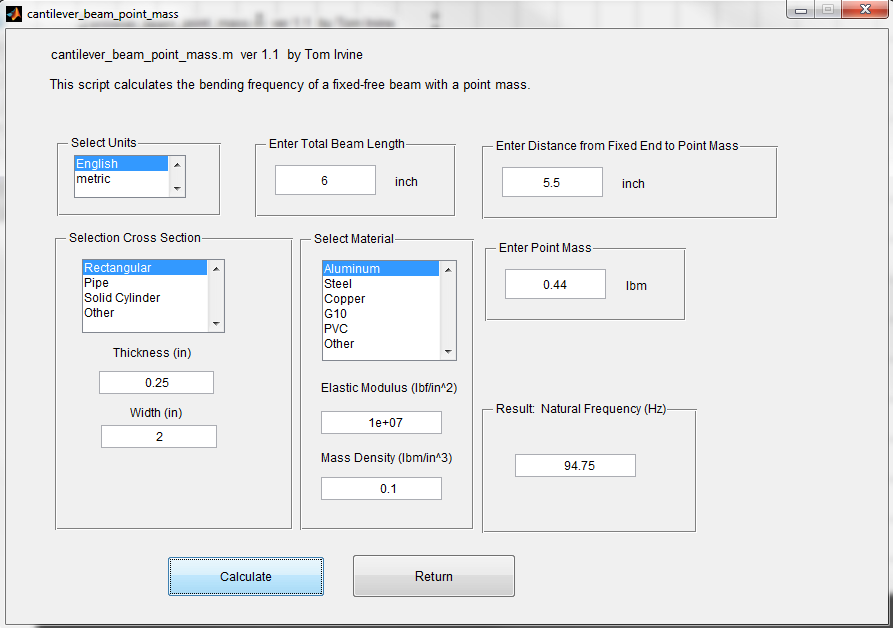 cantilever_beam_point_mass
cantilever_beam_point_mass.m ver 1.1 by Tom Irvine
This script calculates the bending frequency of a fixed-free beam with a point mass.
Select Units
English
metric
Enter Total Beam Length
6 inch
Enter Distance from Fixed End to Point Mass
5.5 inch
Selection Cross Section
Rectangular
Pipe
Solid Cylinder
Other
Thickness (in)
0.25
Width (in)
2
Select Material
Aluminum
Steel
Copper
G10
PVC
Other
Elastic Modulus (lbf/in^2)
1e+07
Mass Density (lbm/in^3)
0.1
Enter Point Mass
0.44 lbm
Result: Natural Frequency (Hz)
94.75
Calculate
Return